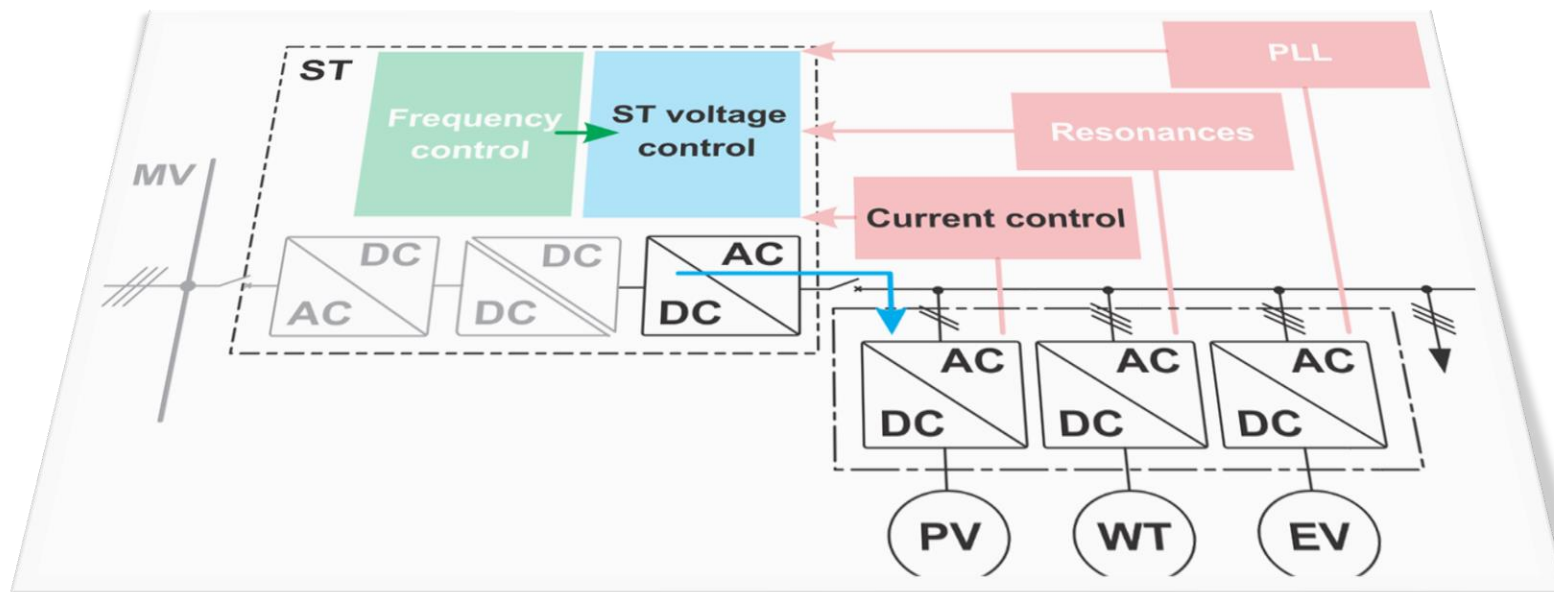 PLL
ST
Frequency
control
ST voltage
control
Resonances
MV
Current control
DC
AC
DC
DC
AC
DC
AC
DC
AC
DC
AC
DC
PV
WT
EV